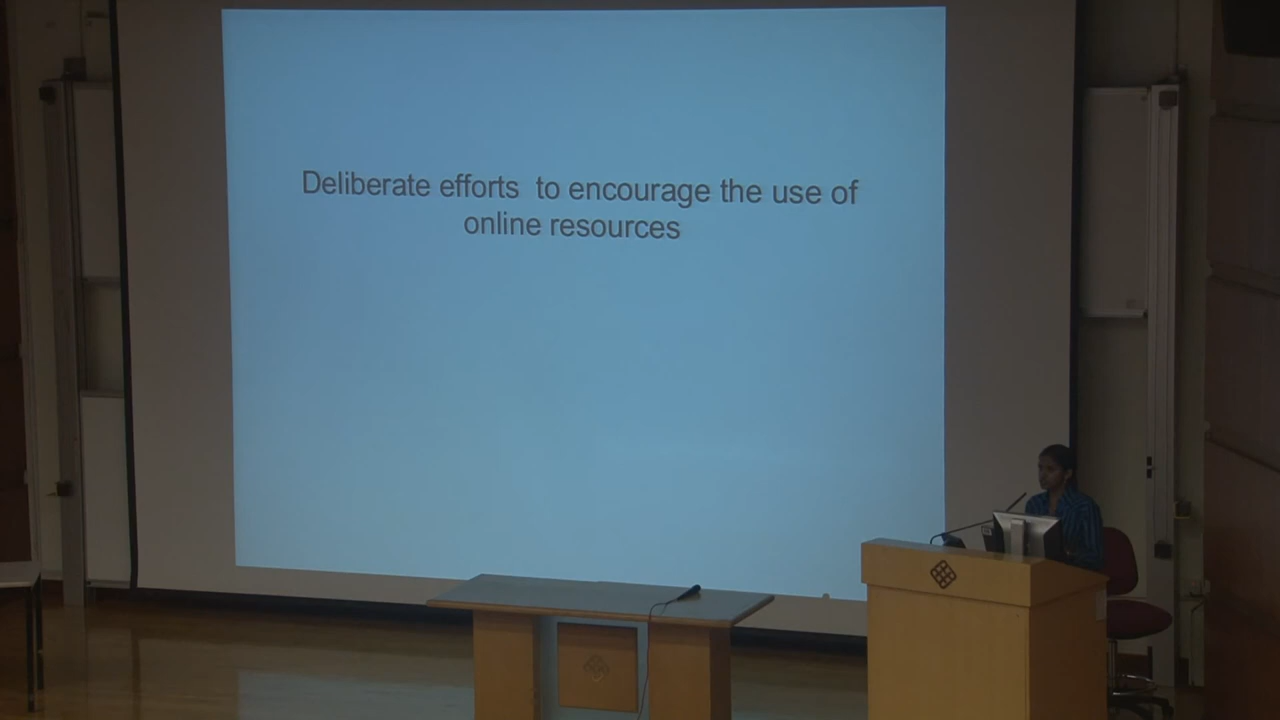 Deliberate efforts  to encourage the use of
online resources